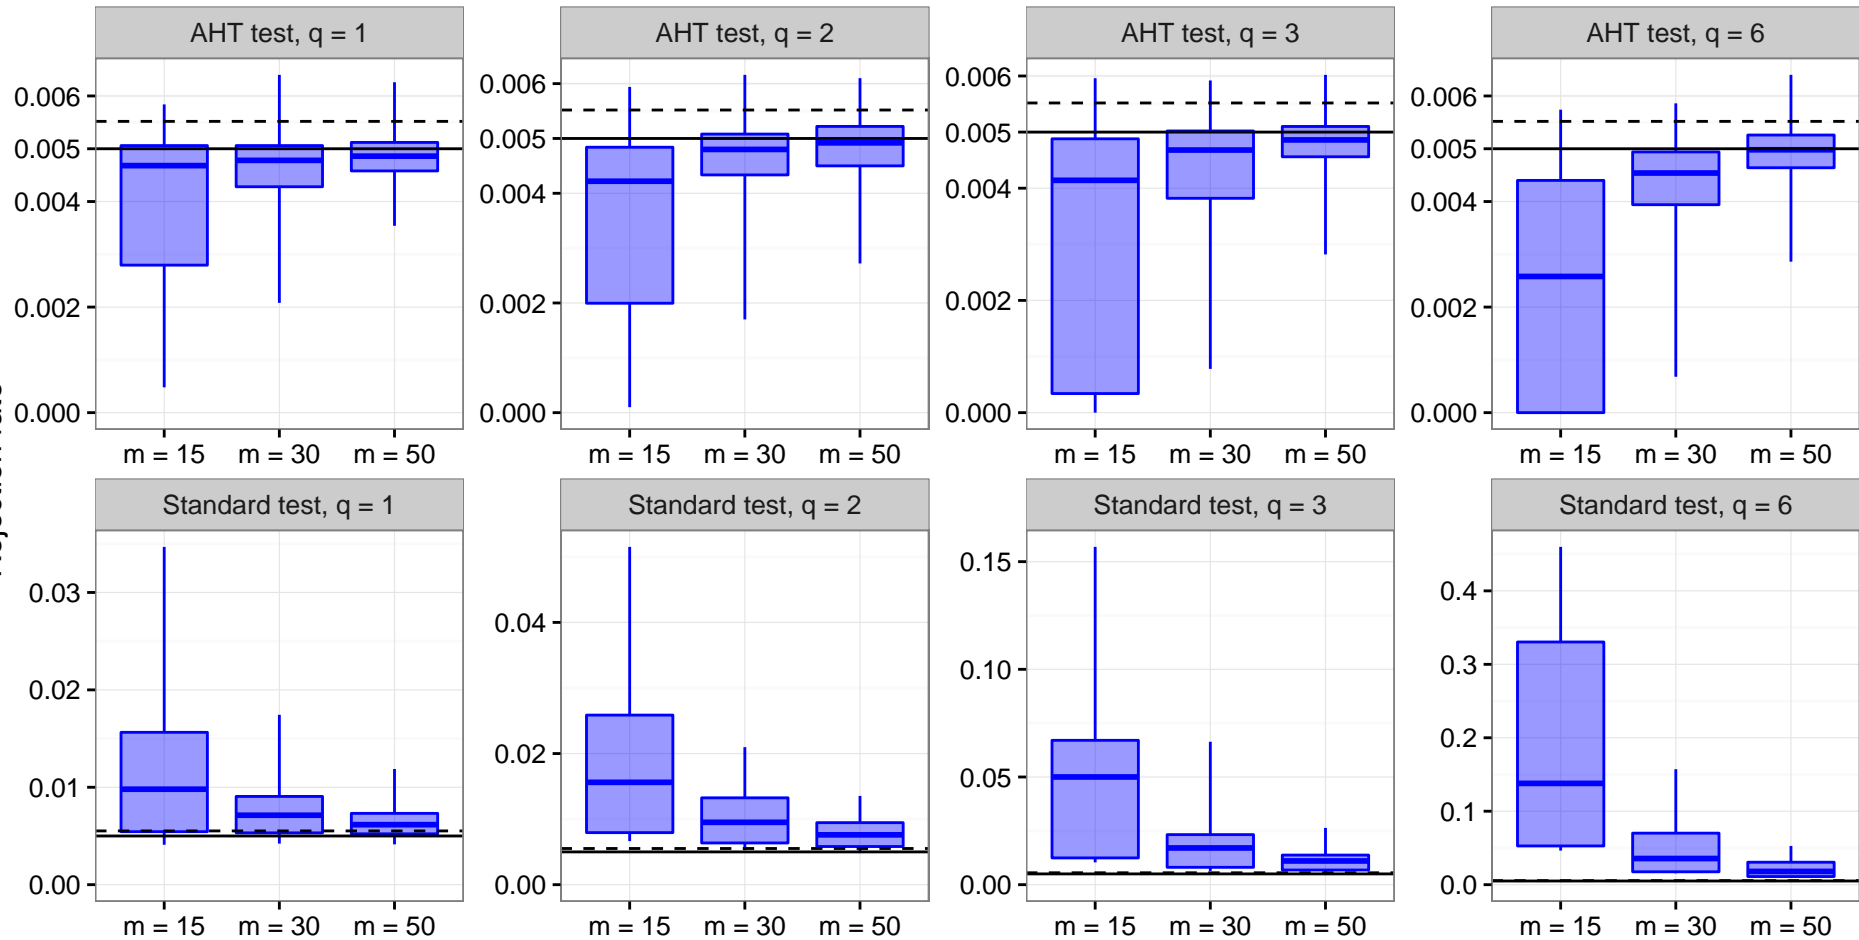 AHT test, q = 1
AHT test, q = 2
AHT test, q = 3
AHT test, q = 6
0.006
0.005
0.004
0.002
0.000
0.006
0.005
0.004
0.002
0.000
0.006
0.005
0.004
0.002
0.000
0.006
0.005
0.004
0.002
0.000
m = 15 m = 30 m = 50
m = 15 m = 30 m = 50
m = 15 m = 30 m = 50
m = 15 m = 30 m = 50
Standard test, q = 1
Standard test, q = 2
Standard test, q = 3
Standard test, q = 6
0.03
0.02
0.01
0.00
0.04
0.02
0.00
0.15
0.10
0.05
0.00
0.4
0.3
0.2
0.1
0.0
m = 15 m = 30 m = 50
m = 15 m = 30 m = 50
m = 15 m = 30 m = 50
m = 15 m = 30 m = 50